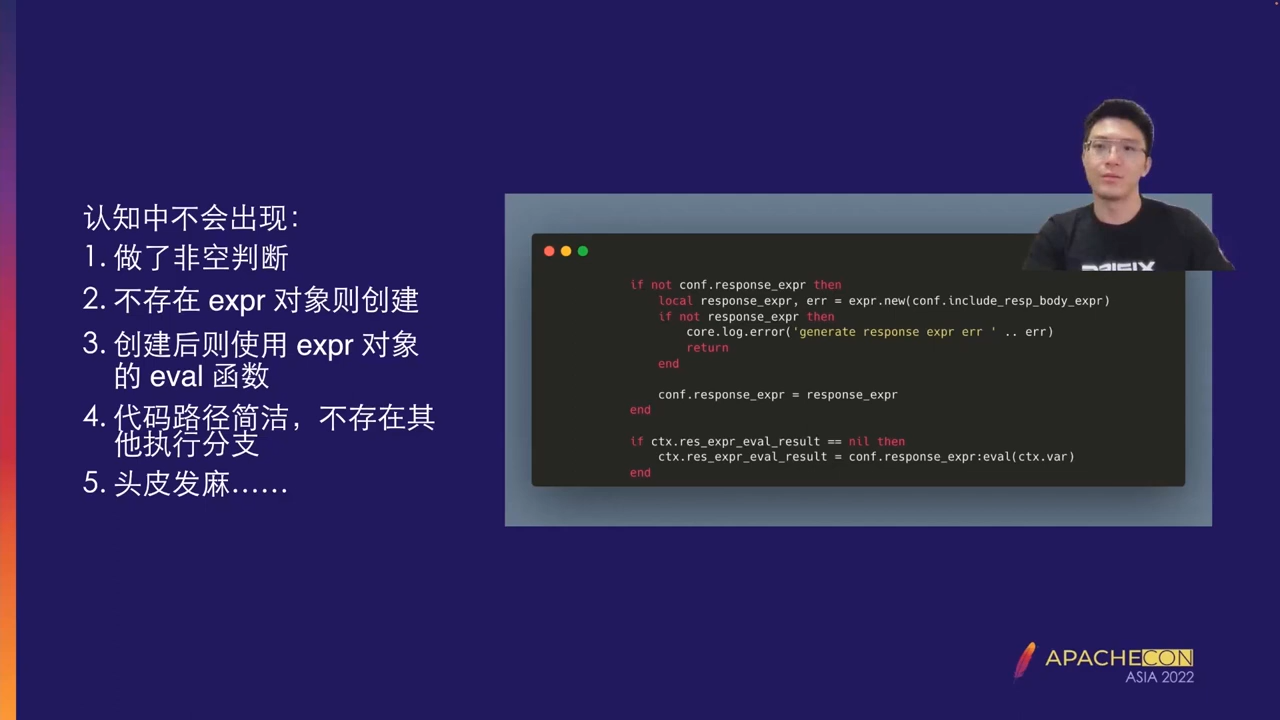 认知中不会出现：
1. 做了非空判断
2. 不存在 expr 对象则创建
3. 创建后则使用 expr 对象
的 eval 函数
4. 代码路径简洁，不存在其
他执行分支
5. 头皮发麻……
if not conf.response_expr then
local response_expr, err = expr.new(conf.include_resp_body_expr)
if not response_expr then
core.log.error('generate response expr err ' .. err)
return
end
conf.response_expr = response_expr
end
if ctx.res_expr_eval_result == nil then
ctx.res_expr_eval_result = conf.response_expr:eval(ctx.var)
end
APACHECON
ASIA 2022